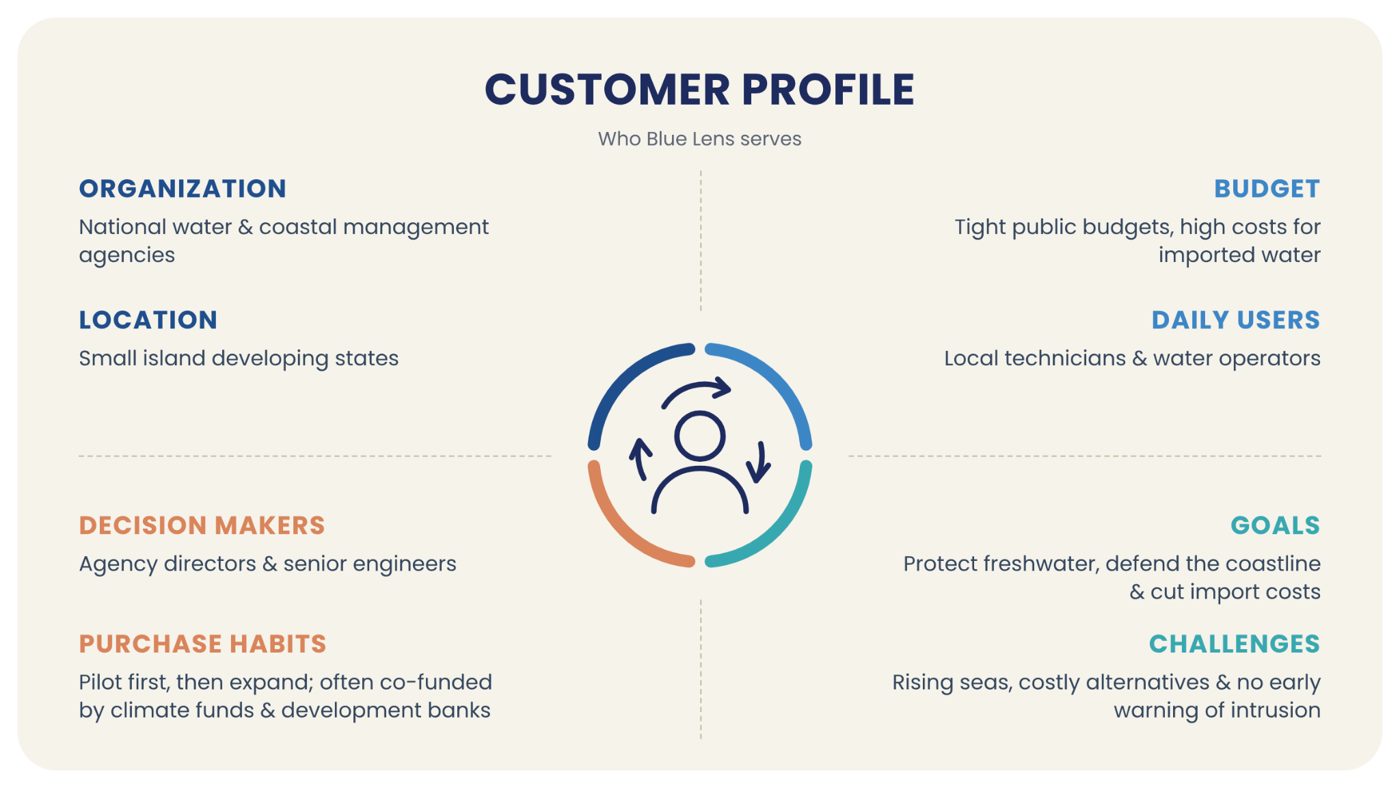 CUSTOMER PROFILE
Who Blue Lens serves
ORGANIZATION
National water & coastal management
agencies
LOCATION
Small island developing states
BUDGET
Tight public budgets, high costs for
imported water
DAILY USERS
Local technicians & water operators
DECISION MAKERS
Agency directors & senior engineers
PURCHASE HABITS
Pilot first, then expand; often co-funded
by climate funds & development banks
GOALS
Protect freshwater, defend the coastline
& cut import costs
CHALLENGES
Rising seas, costly alternatives & no early
warning of intrusion